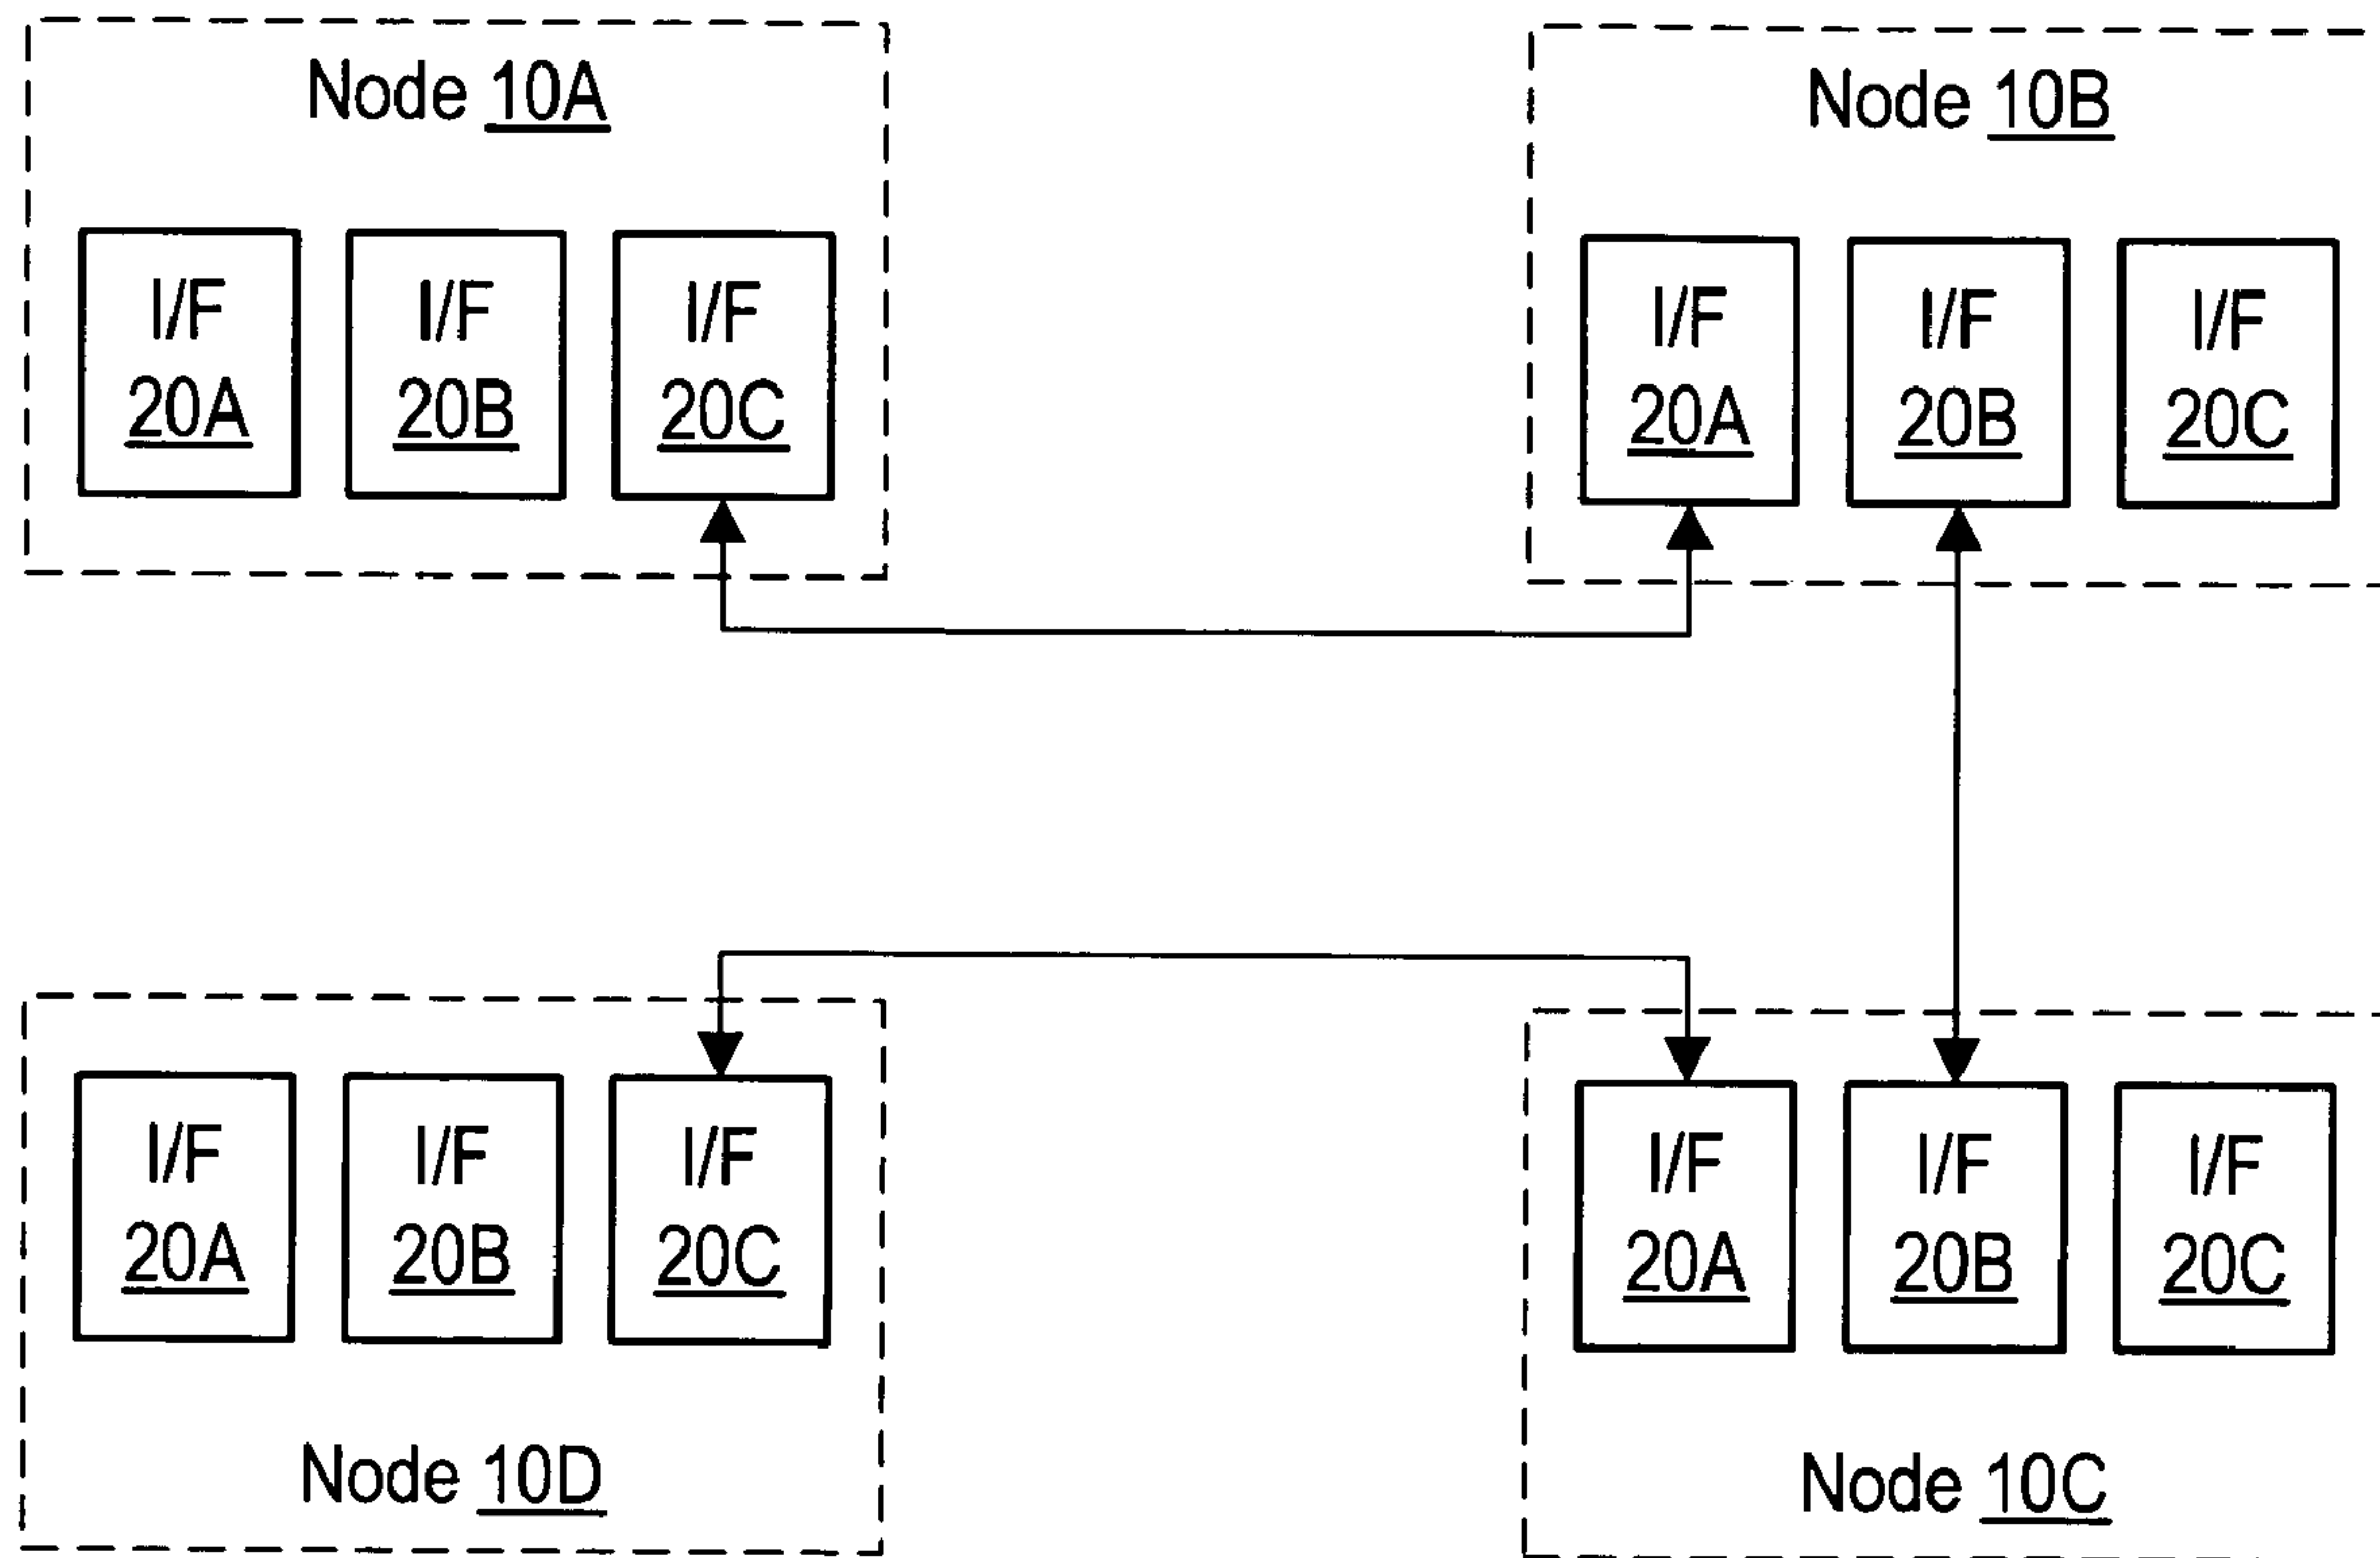 Node 10A
I/F
20A
I/F
20B
I/F
20C
Node 10B
I/F
20A
I/F
20B
I/F
20C
I/F
20A
I/F
20B
I/F
20C
Node 10D
I/F
20A
I/F
20B
I/F
20C
Node 10C